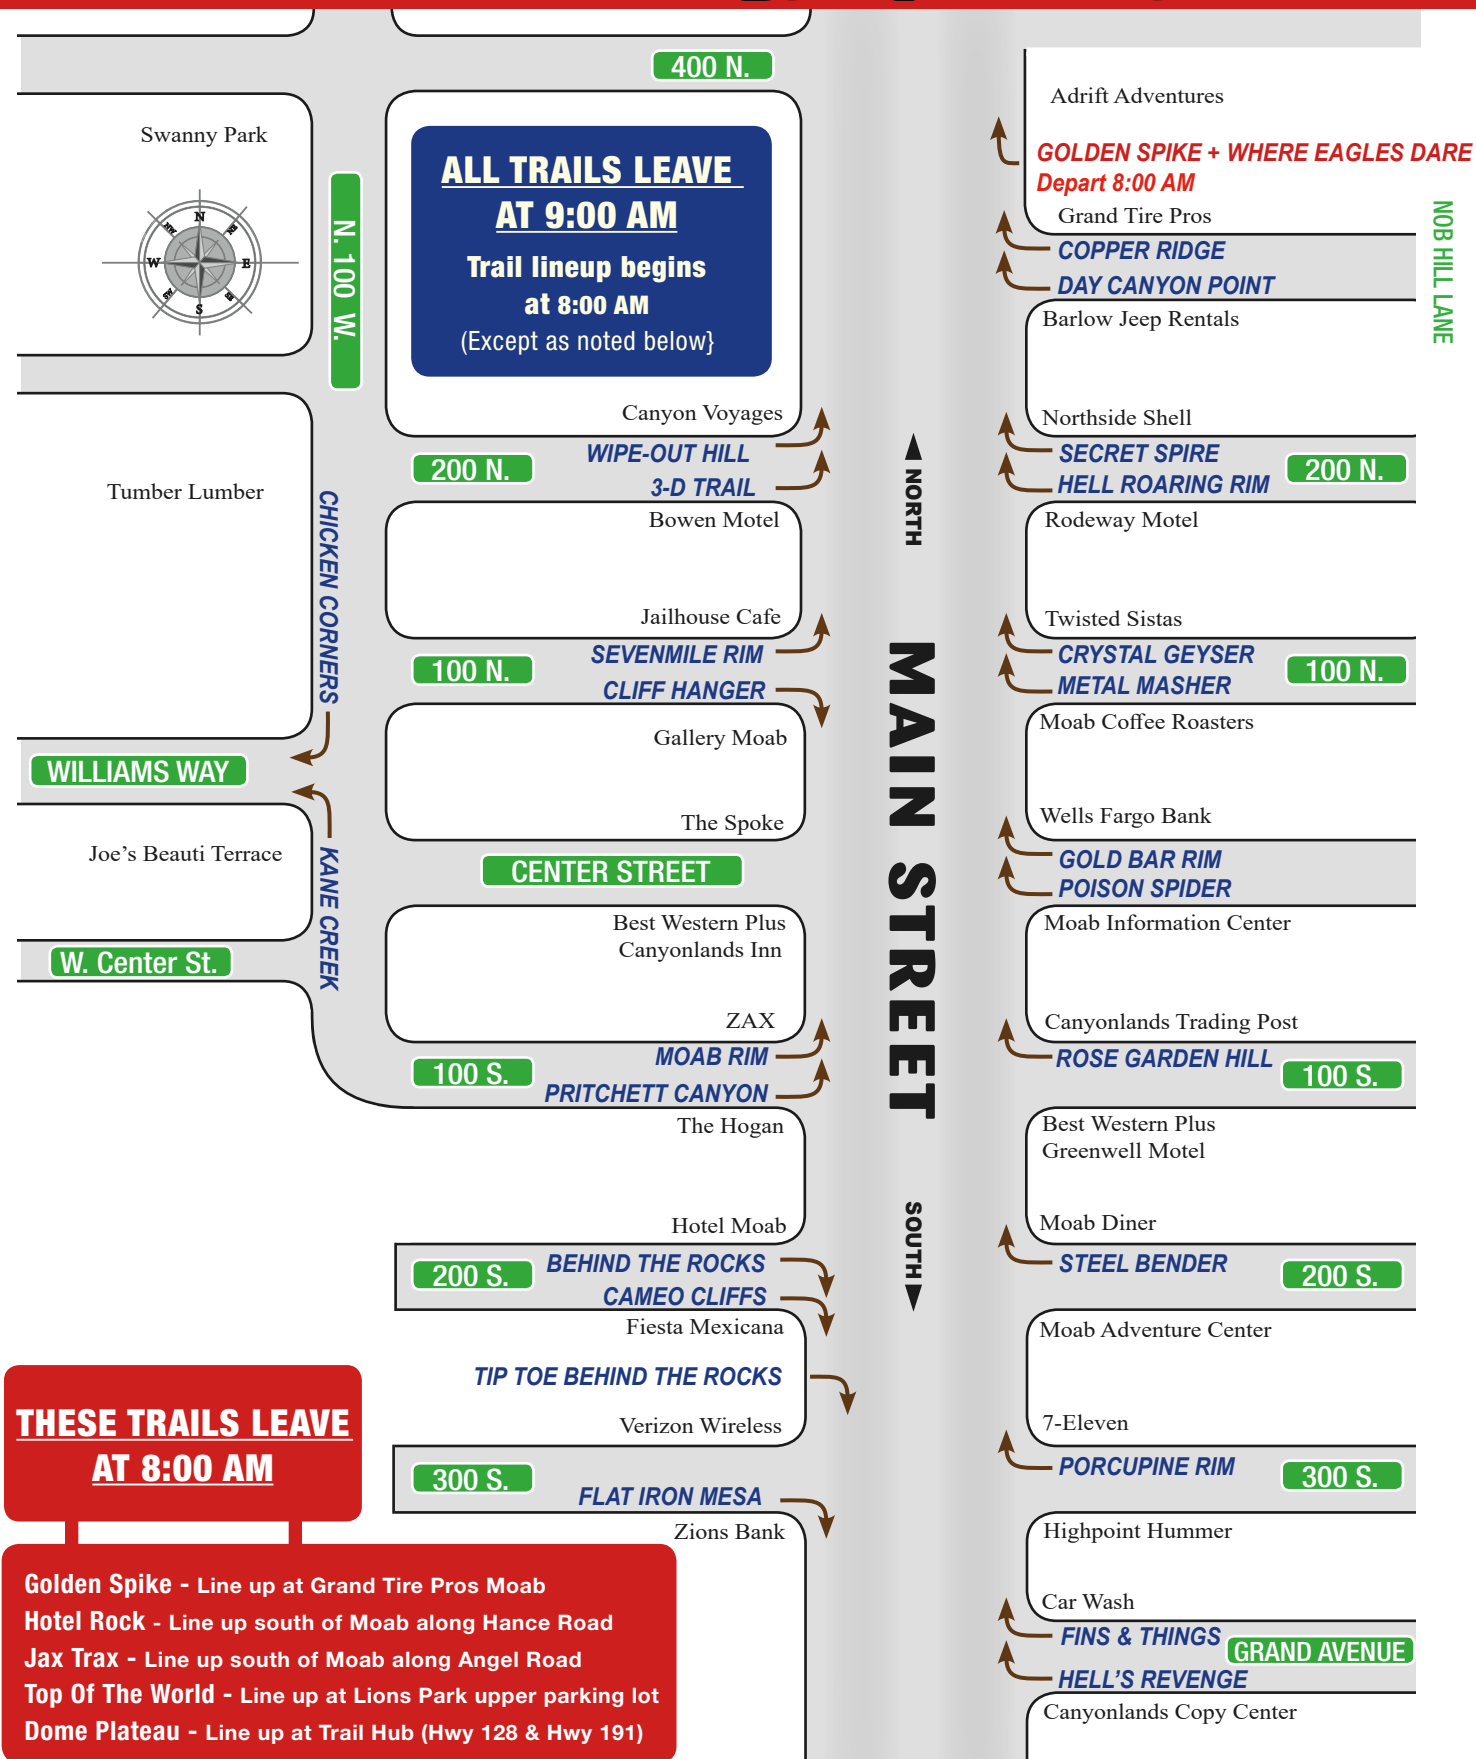 400 N.
Adrift Adventures
Swanny Park
ALL TRAILS LEAVE
AT 9:00 AM
Trail lineup begins
at 8:00 AM
(Except as noted below}
GOLDEN SPIKE + WHERE EAGLES DARE
Depart 8:00 AM
Grand Tire Pros
COPPER RIDGE
DAY CANYON POINT
NOB HILL LANE
N
NE
E
SE
S
SW
W
NW
N. 100 W.
Barlow Jeep Rentals
Canyon Voyages
Northside Shell
WIPE-OUT HILL
200 N.
3-D TRAIL
SECRET SPIRE
HELL ROARING RIM
200 N.
Tumber Lumber
CHICKEN CORNERS
Bowen Motel
NORTH
Rodeway Motel
Jailhouse Cafe
Twisted Sistas
SEVENMILE RIM
100 N.
CLIFF HANGER
CRYSTAL GEYSER
METAL MASHER
100 N.
MAIN STREET
Gallery Moab
Moab Coffee Roasters
WILLIAMS WAY
The Spoke
Wells Fargo Bank
Joe's Beauti Terrace
KANE CREEK
CENTER STREET
GOLD BAR RIM
POISON SPIDER
W. Center St.
Best Western Plus
Canyonlands Inn
Moab Information Center
ZAX
Canyonlands Trading Post
MOAB RIM
100 S.
PRITCHETT CANYON
ROSE GARDEN HILL
100 S.
The Hogan
Best Western Plus
Greenwell Motel
SOUTH
Hotel Moab
Moab Diner
BEHIND THE ROCKS
200 S.
CAMEO CLIFFS
STEEL BENDER
200 S.
Fiesta Mexicana
Moab Adventure Center
TIP TOE BEHIND THE ROCKS
Verizon Wireless
7-Eleven
300 S.
FLAT IRON MESA
PORCUPINE RIM
300 S.
Zions Bank
Highpoint Hummer
Car Wash
FINS & THINGS
GRAND AVENUE
HELL'S REVENGE
Canyonlands Copy Center
THESE TRAILS LEAVE
AT 8:00 AM
Golden Spike - Line up at Grand Tire Pros Moab
Hotel Rock - Line up south of Moab along Hance Road
Jax Trax - Line up south of Moab along Angel Road
Top Of The World - Line up at Lions Park upper parking lot
Dome Plateau - Line up at Trail Hub (Hwy 128 & Hwy 191)